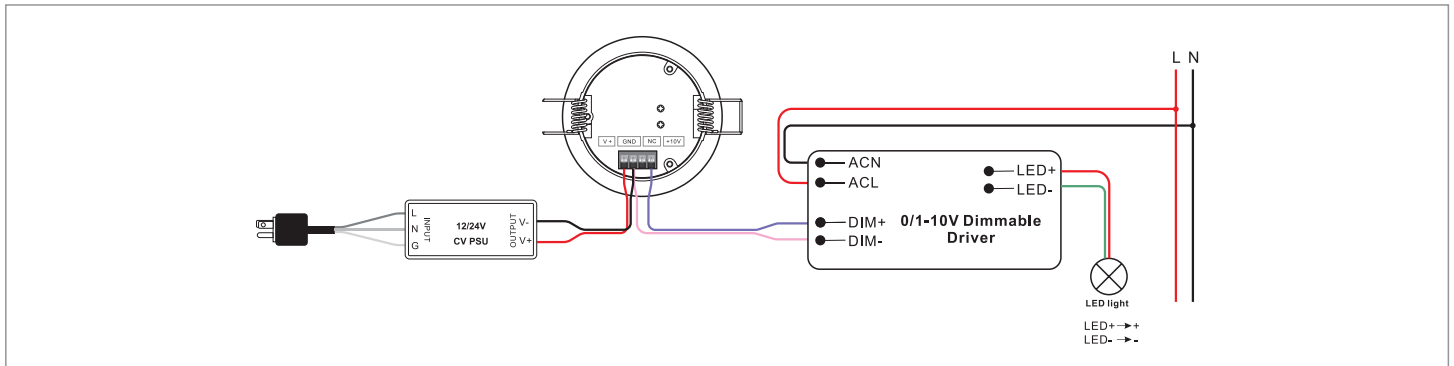 L N
V + GND NC +10V
ACN
ACL
LED+
LED-
L
N
G
INPUT
12/24V
CV PSU
OUTPUT
V-
V+
DIM+
DIM-
0/1-10V Dimmable
Driver
LED light
LED+→+
LED-→-